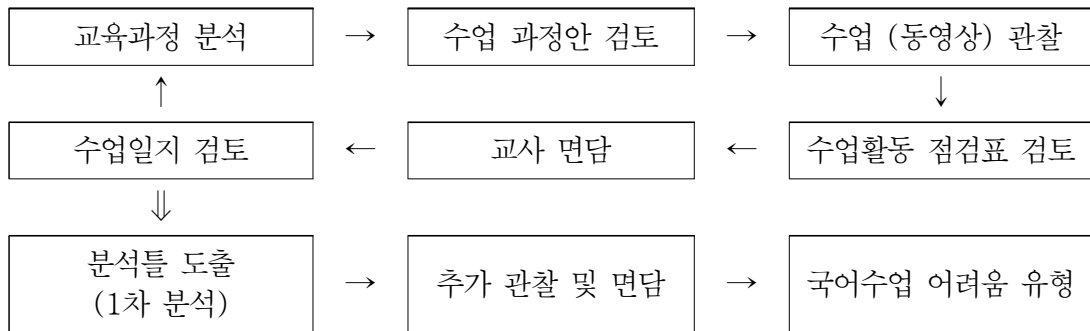 교육과정 분석 → 수업 과정안 검토 → 수업 (동영상) 관찰
↑ ↓
수업일지 검토 ← 교사 면담 ← 수업활동 점검표 검토
⇓
분석틀 도출
(1차 분석) → 추가 관찰 및 면담 → 국어수업 어려움 유형